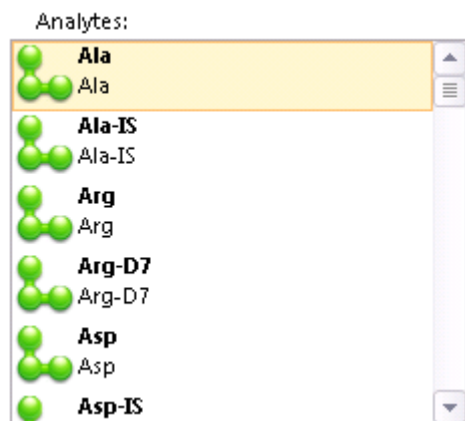 Analytes:
Ala
Ala
Ala-IS
Ala-IS
Arg
Arg
Arg-D7
Arg-D7
Asp
Asp
Asp-IS